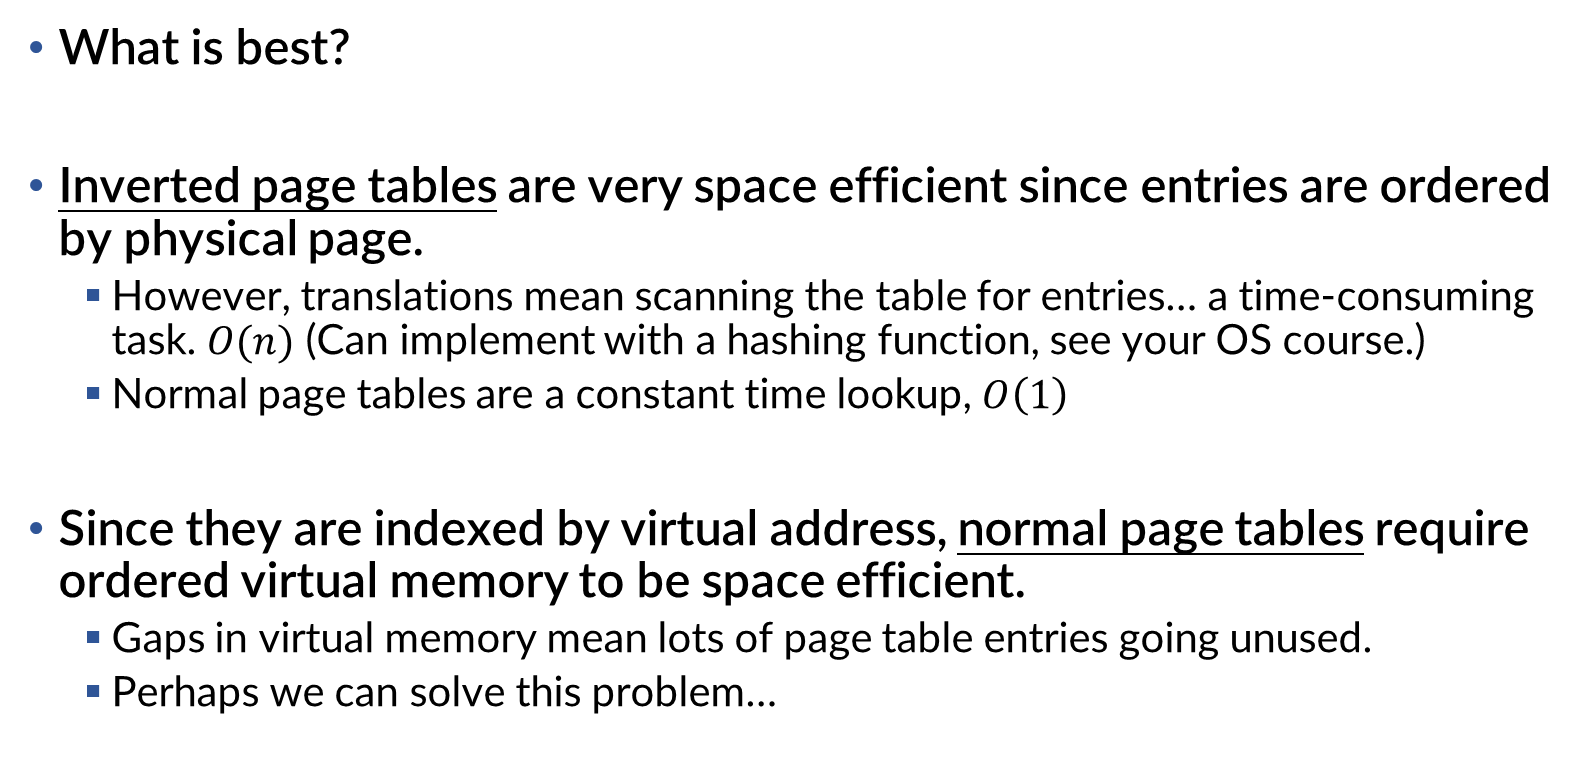 • What is best?
• Inverted page tables are very space efficient since entries are ordered
by physical page.
▪ However, translations mean scanning the table for entries... a time-consuming
task. O(n) (Can implement with a hashing function, see your OS course.)
▪ Normal page tables are a constant time lookup, O(1)
• Since they are indexed by virtual address, normal page tables require
ordered virtual memory to be space efficient.
▪ Gaps in virtual memory mean lots of page table entries going unused.
▪ Perhaps we can solve this problem...